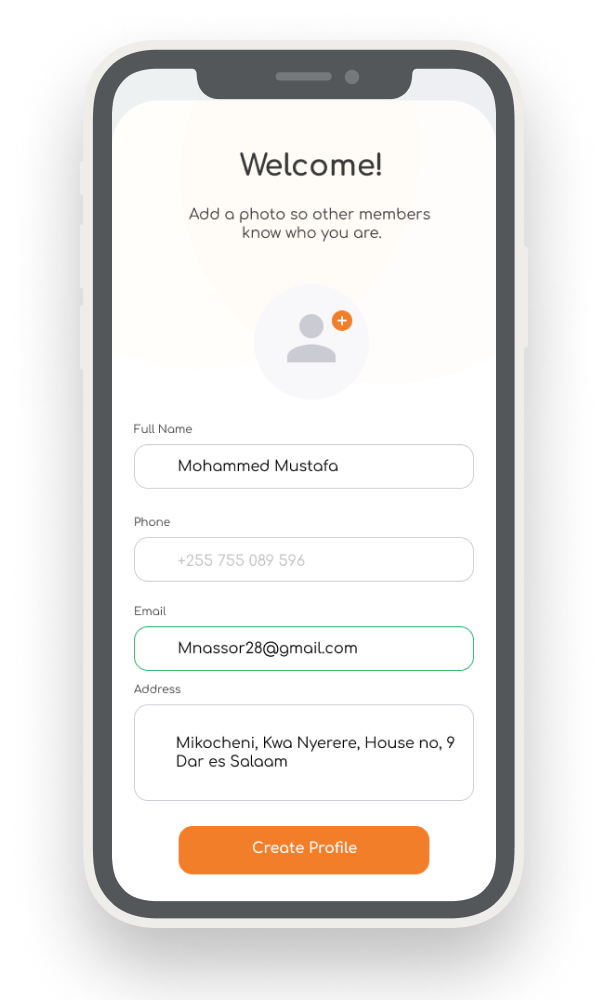 Welcome!
Add a photo so other members
know who you are.
Full Name
Mohammed Mustafa
Phone
+255 755 089 596
Email
Mnassor28@gmail.com
Address
Mikocheni, Kwa Nyerere, House no, 9
Dar es Salaam
Create Profile